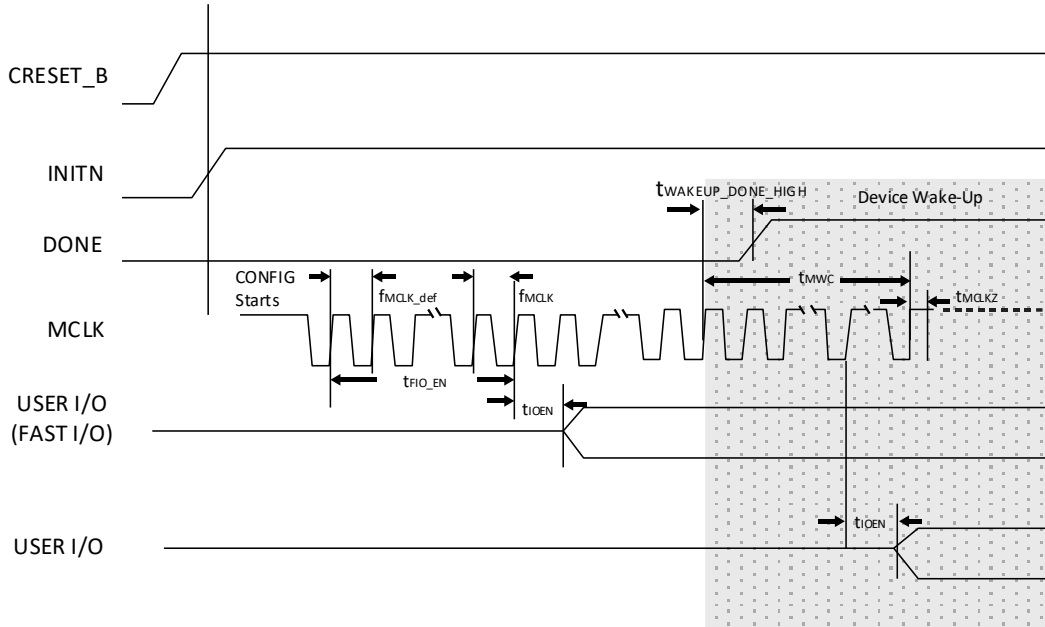 CRESET_B
INITN
tWAKEUP_DONE_HIGH
Device Wake-Up
DONE
CONFIG
Starts
fMCLK_def
fMCLK
tMWC
tMCLKZ
MCLK
tFIO_EN
USER I/O
(FAST I/O)
tIOEN
tIOEN
USER I/O